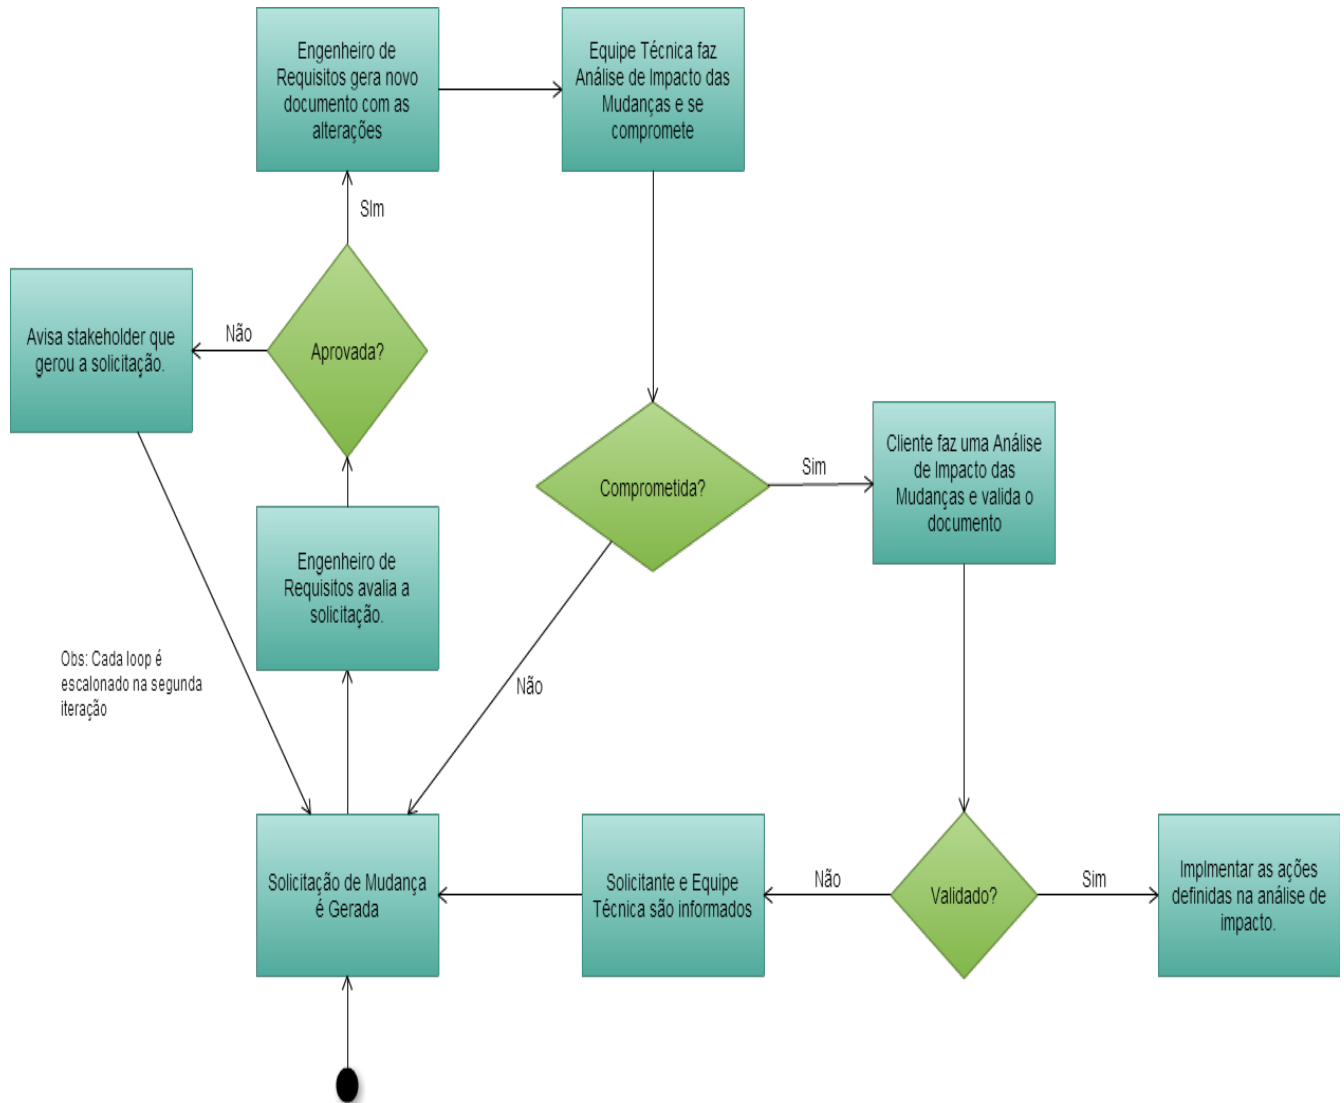 Engenheiro de
Requisitos gera novo
documento com as
alterações
Equipe Técnica faz
Análise de Impacto das
Mudanças e se
compromete
SIm
Avisa stakeholder que
gerou a solicitação.
Não
Aprovada?
Comprometida?
Sim
Cliente faz uma Análise
de Impacto das
Mudanças e valida o
documento
Engenheiro de
Requisitos avalia a
solicitação.
Obs: Cada loop é
escalonado na segunda
iteração
Não
Solicitação de Mudança
é Gerada
Solicitante e Equipe
Técnica são informados
Não
Validado?
Sim
Implmentar as ações
definidas na análise de
impacto.